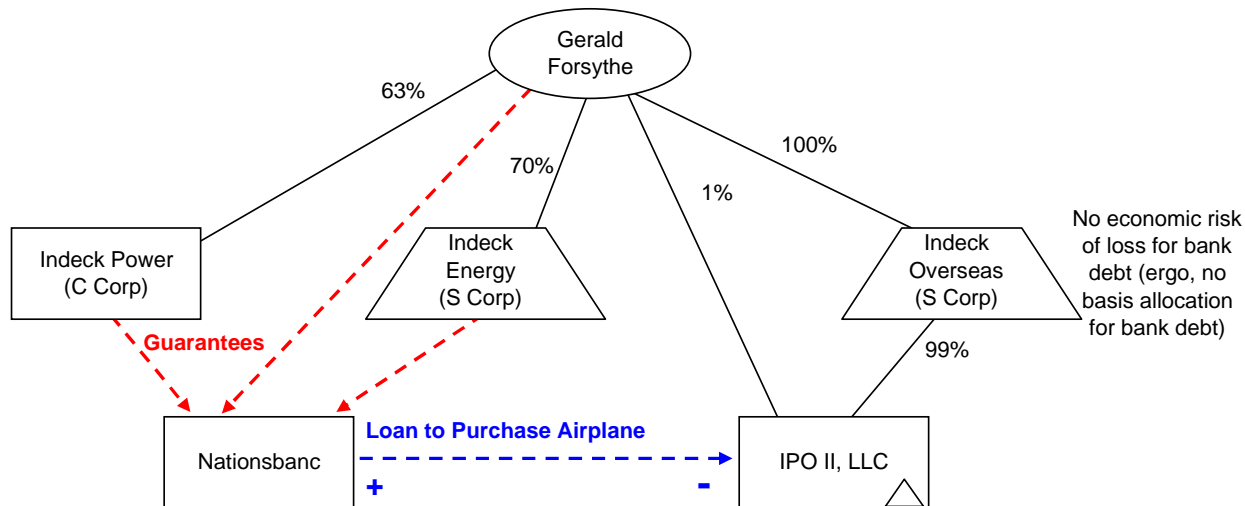 Gerald
Forsythe
63%
70%
1%
100%
Indeck Power
(C Corp)
Indeck
Energy
(S Corp)
Indeck
Overseas
(S Corp)
No economic risk
of loss for bank
debt (ergo, no
basis allocation
for bank debt)
Guarantees
99%
Nationsbanc
Loan to Purchase Airplane
+
-
IPO II, LLC